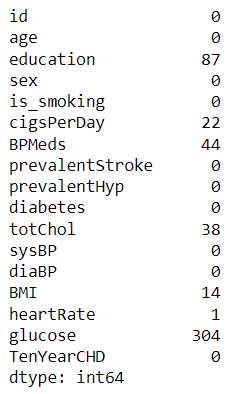 id 0
age 0
education 87
sex 0
is_smoking 0
cigsPerDay 22
BPMeds 44
prevalentStroke 0
prevalentHyp 0
diabetes 0
totChol 38
sysBP 0
diaBP 0
BMI 14
heartRate 1
glucose 304
TenYearCHD 0
dtype: int64